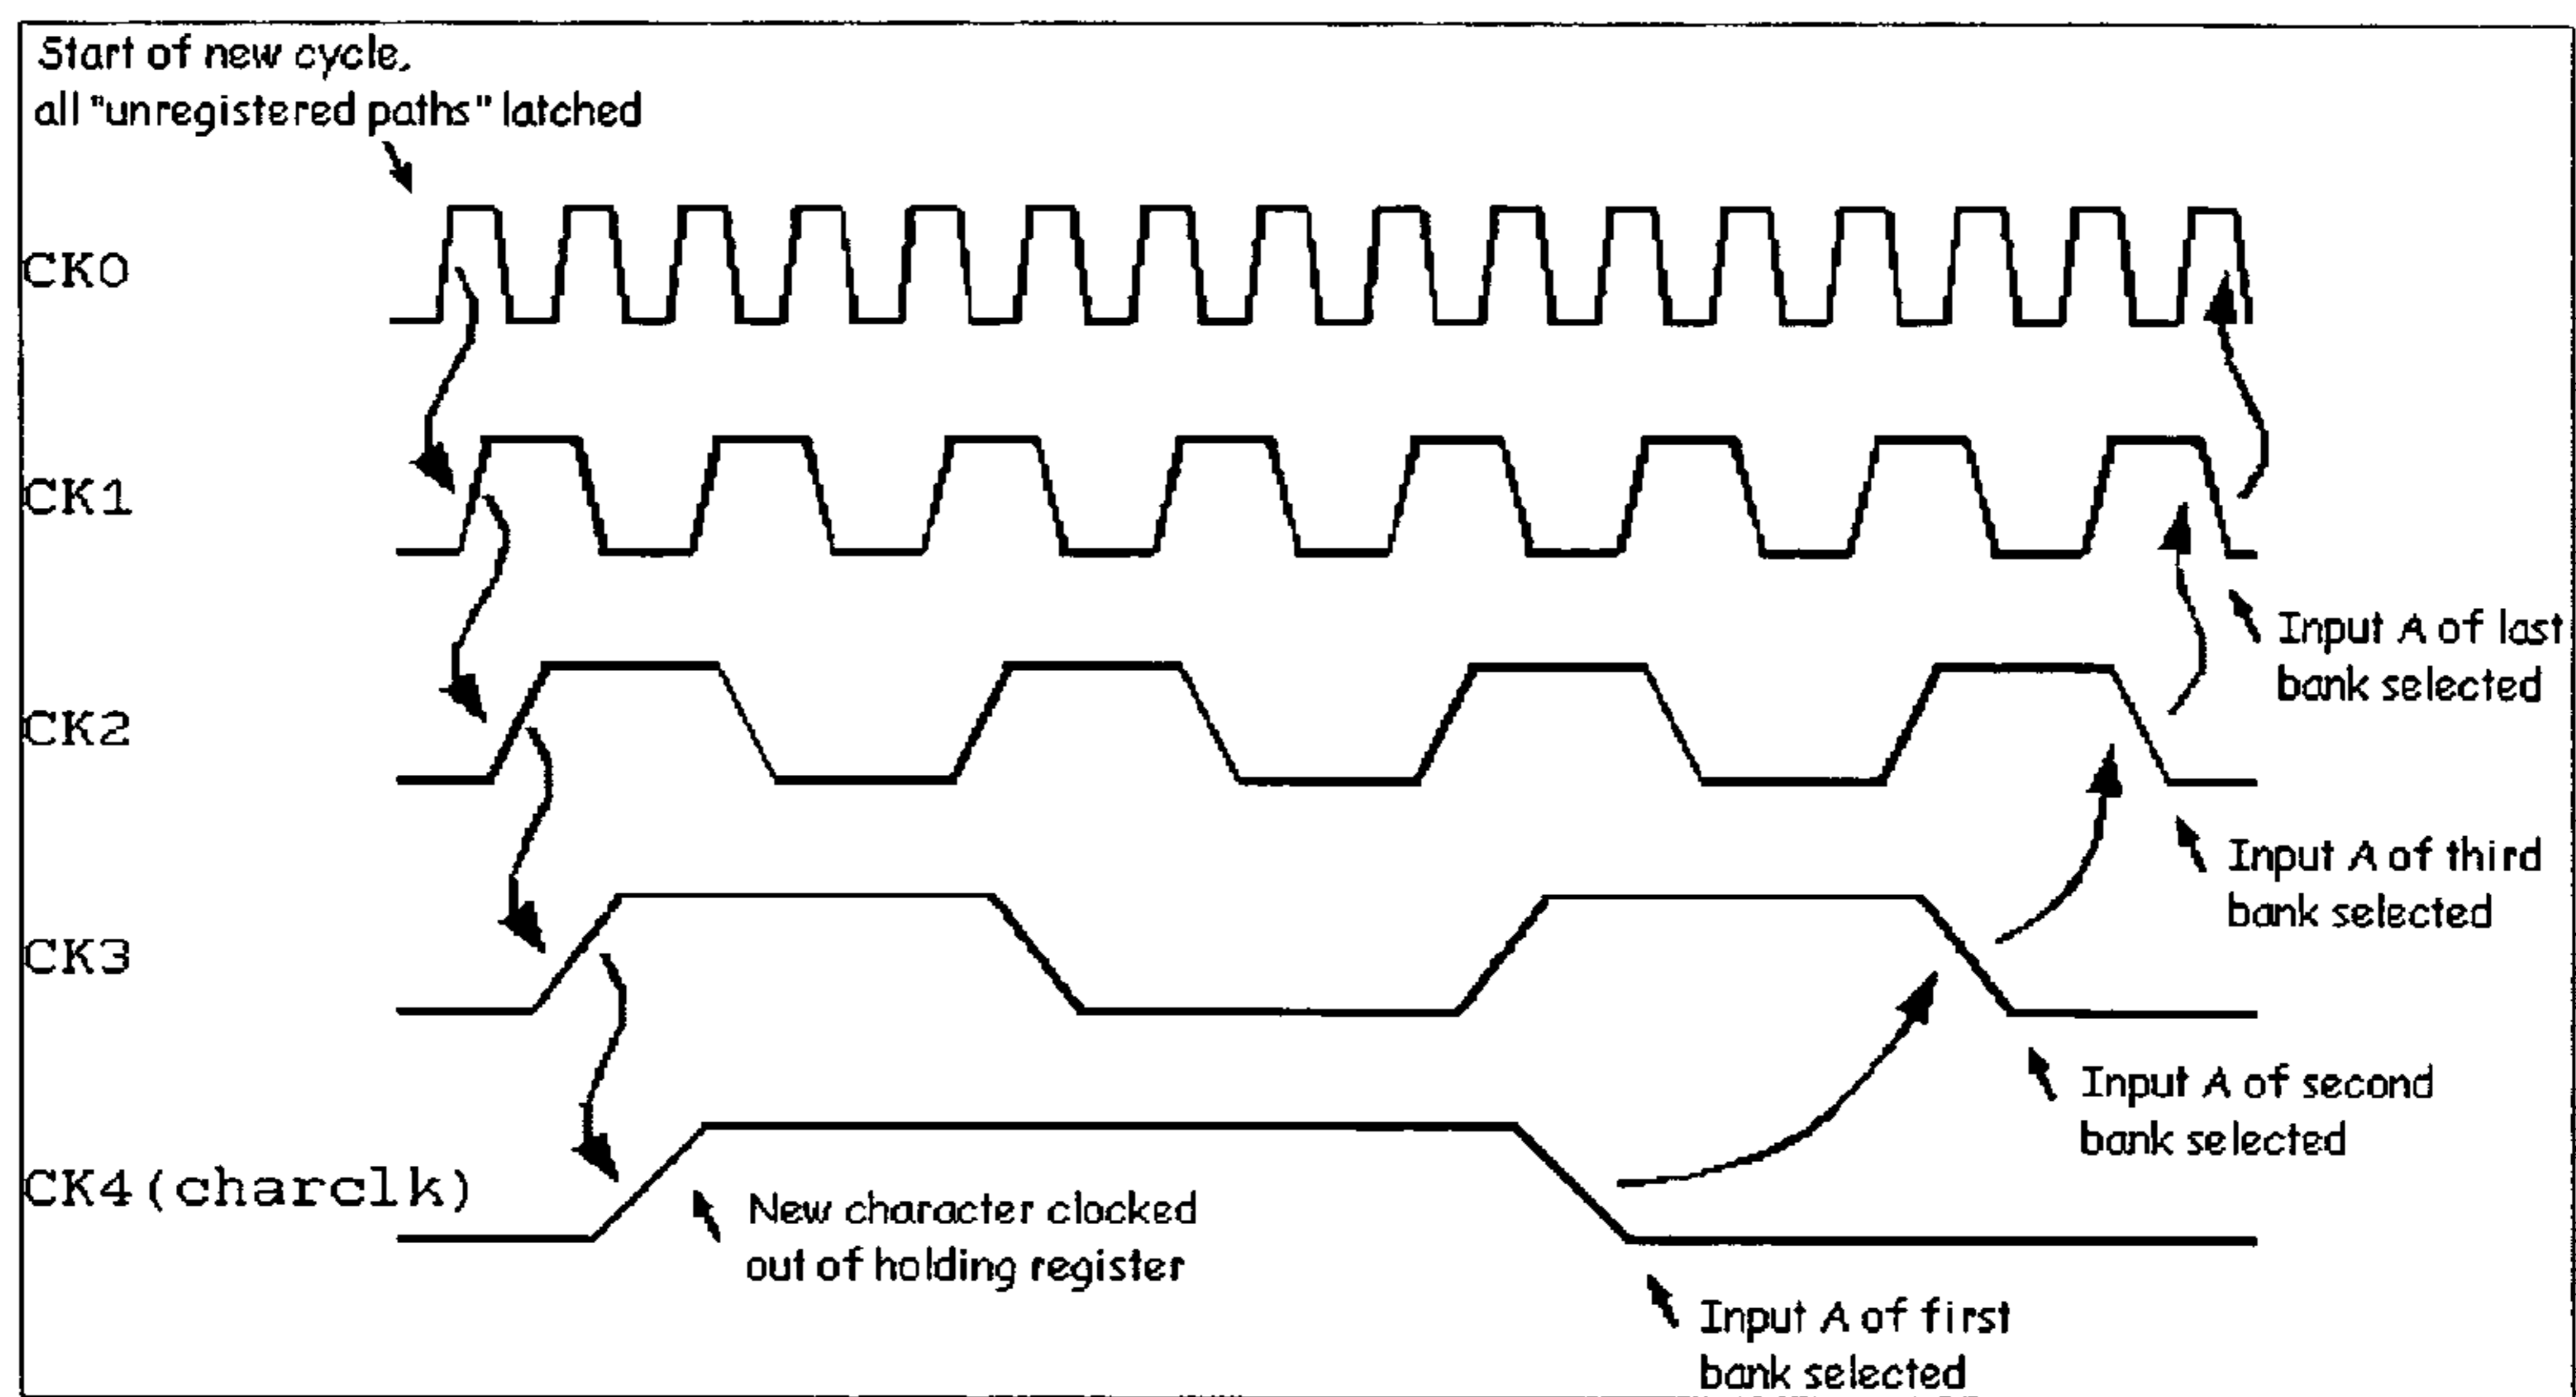 Start of new cycle,
all "unregistered paths" latched
CK0
CK1
Input A of last
bank selected
CK2
Input A of third
bank selected
CK3
Input A of second
bank selected
CK4(charclk)
New character clocked
out of holding register
Input A of first
bank selected